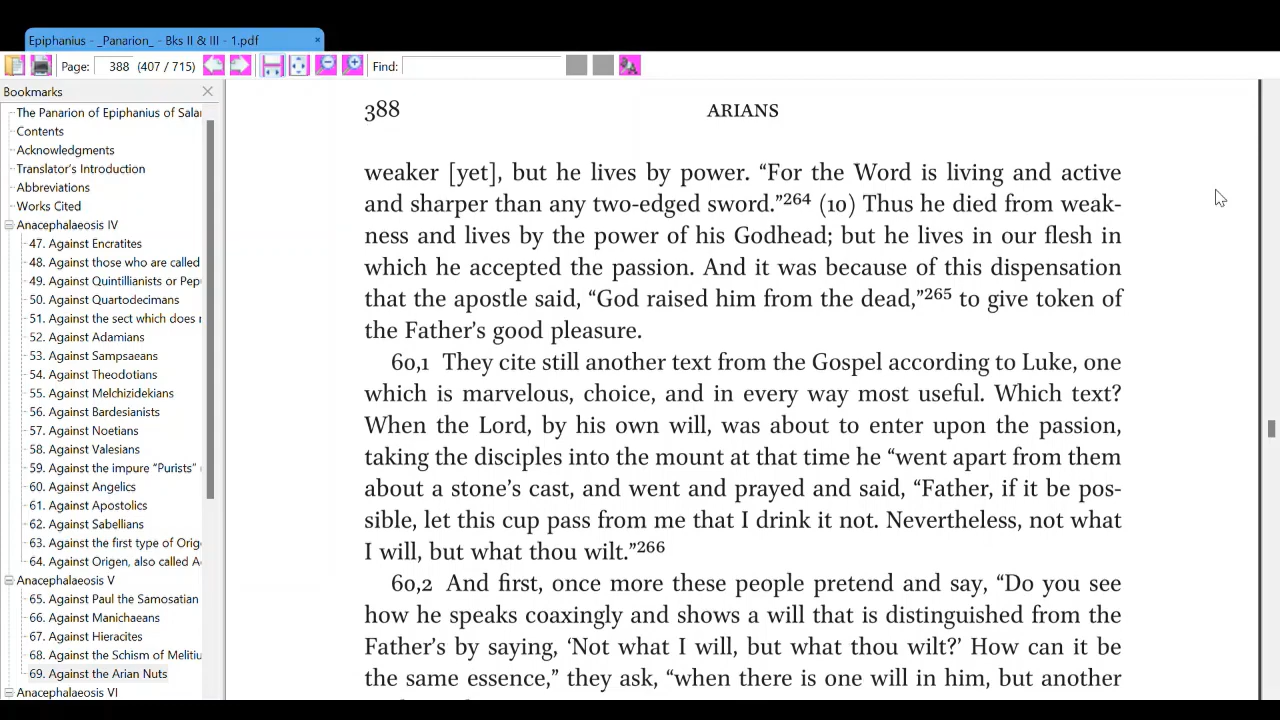 Epiphanius - _Panarion_ - Bks II & III - 1.pdf ×
Page: 388 (407 / 715) Find:
Bookmarks
The Panarion of Epiphanius of Sala
Contents
Acknowledgments
Translator's Introduction
Abbreviations
Works Cited
Anacephalaeosis IV
47. Against Encratites
48. Against those who are called
49. Against Quintillianists or Pep
50. Against Quartodecimans
51. Against the sect which does n
52. Against Adamians
53. Against Sampsaeans
54. Against Theodotians
55. Against Melchizidekians
56. Against Bardesianists
57. Against Noetians
58. Against Valesians
59. Against the impure “Purists” (
60. Against Angelics
61. Against Apostolics
62. Against Sabellians
63. Against the first type of Orig
64. Against Origen, also called A
Anacephalaeosis V
65. Against Paul the Samosatian
66. Against Manichaeans
67. Against Hieracites
68. Against the Schism of Melitiu
69. Against the Arian Nuts
Anacephalaeosis VI
388 ARIANS
weaker [yet], but he lives by power. “For the Word is living and active
and sharper than any two-edged sword.”264 (10) Thus he died from weak-
ness and lives by the power of his Godhead; but he lives in our flesh in
which he accepted the passion. And it was because of this dispensation
that the apostle said, “God raised him from the dead,”265 to give token of
the Father's good pleasure.
60,1 They cite still another text from the Gospel according to Luke, one
which is marvelous, choice, and in every way most useful. Which text?
When the Lord, by his own will, was about to enter upon the passion,
taking the disciples into the mount at that time he “went apart from them
about a stone's cast, and went and prayed and said, “Father, if it be pos-
sible, let this cup pass from me that I drink it not. Nevertheless, not what
I will, but what thou wilt.”266
60,2 And first, once more these people pretend and say, “Do you see
how he speaks coaxingly and shows a will that is distinguished from the
Father's by saying, ‘Not what I will, but what thou wilt?’ How can it be
the same essence,” they ask, “when there is one will in him, but another